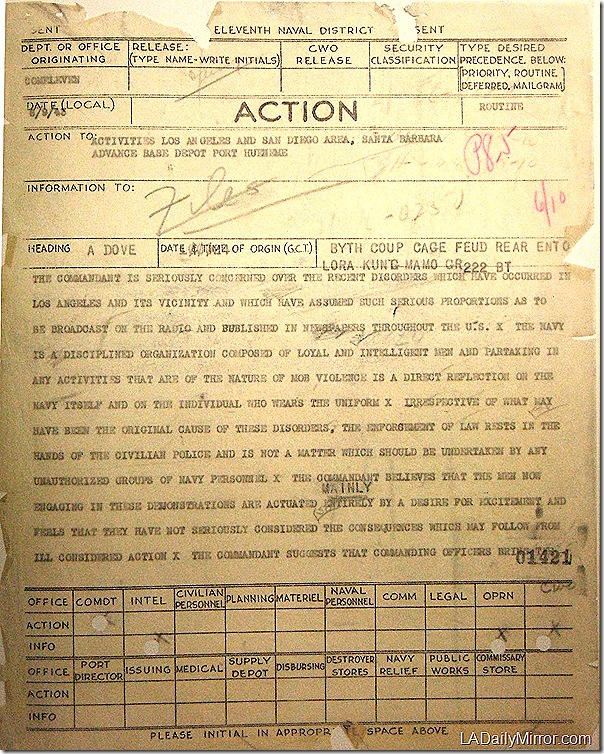 SENT ELEVENTH NAVAL DISTRICT SENT
DEPT. OR OFFICE ORIGINATING
COMELEVEN
RELEASE: (TYPE NAME-WRITE INITIALS)
CWO RELEASE
SECURITY CLASSIFICATION
TYPE DESIRED PRECEDENCE, BELOW: PRIORITY, ROUTINE, DEFERRED, MAILGRAM
DATE (LOCAL)
6/9/43
ACTION
ROUTINE
ACTION TO: ACTIVITIES LOS ANGELES AND SAN DIEGO AREA, SANTA BARBARA
ADVANCE BASE DEPOT PORT HUENEME
P85
INFORMATION TO:
Files
6/10
HEADING A DOVE
DATE & TIME OF ORGIN (G.C.T)
BYTH COUP CAGE FEUD REAR ENTO
LORA KUNG MAMO GR222 BT
THE COMMANDANT IS SERIOUSLY CONCERNED OVER THE RECENT DISORDERS WHICH HAVE OCCURRED IN
LOS ANGELES AND ITS VICINITY AND WHICH HAVE ASSUMED SUCH SERIOUS PROPORTIONS AS TO
BE BROADCAST ON THE RADIO AND BUBLISHED IN NEWSPAPERS THROUGHOUT THE U.S. X THE NAVY
IS A DISCIPLINED ORGANIZATION COMPOSED OF LOYAL AND INTELLIGENT MEN AND PARTAKING IN
ANY ACTIVITIES THAT ARE OF THE NATURE OF MOB VIOLENCE IS A DIRECT REFLECTION ON THE
NAVY ITSELF AND ON THE INDIVIDUAL WHO WEARS THE UNIFORM X IRRESPECTIVE OF WHAT MAY
HAVE BEEN THE ORIGINAL CAUSE OF THESE DISORDERS, THE ENFORCEMENT OF LAW RESTS IN THE
HANDS OF THE CIVILIAN POLICE AND IS NOT A MATTER WHICH SHOULD BE UNDERTAKEN BY ANY
UNAUTHORIZED GROUPS OF NAVY PERSONNEL X THE COMMANDANT BELIEVES THAT THE MEN NOW
MAINLY
ENGAGING IN THESE DEMONSTRATIONS ARE ACTUATED ENTIRELY BY A DESIRE FOR EXCITEMENT AND
FEELS THAT THEY HAVE NOT SERIOUSLY CONSIDERED THE CONSEQUENCES WHICH MAY FOLLOW FROM
ILL CONSIDERED ACTION X THE COMMANDANT SUGGESTS THAT COMMANDING OFFICERS
01421
OFFICE COMDT INTEL CIVILIAN PERSONNEL PLANNING MATERIEL NAVAL PERSONNEL COMM LEGAL OPRN CWO
ACTION X
INFO X X X
OFFICE PORT DIRECTOR ISSUING MEDICAL SUPPLY DEPOT DISBURSING DESTROYER STORES NAVY RELIEF PUBLIC WORKS COMMISSARY STORE
ACTION
INFO
PLEASE INITIAL IN APPROPRI E SPACE ABOVE
LADailyMirror.com